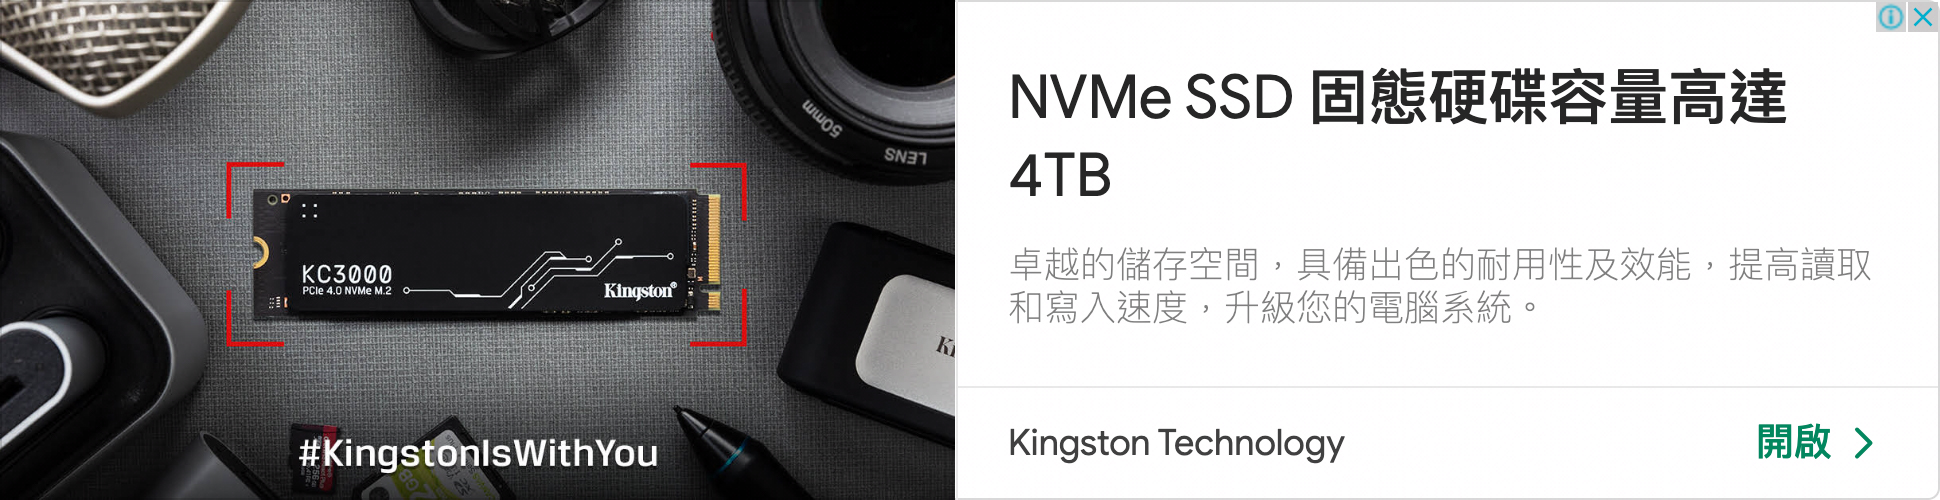 50mm
LENS
KC3000
PCIe 4.0 NVMe M.2
Kingston
#KingstonIsWithYou
NVMe SSD 固態硬碟容量高達
4TB
卓越的儲存空間，具備出色的耐用性及效能，提高讀取
和寫入速度，升級您的電腦系統。
Kingston Technology
開啟